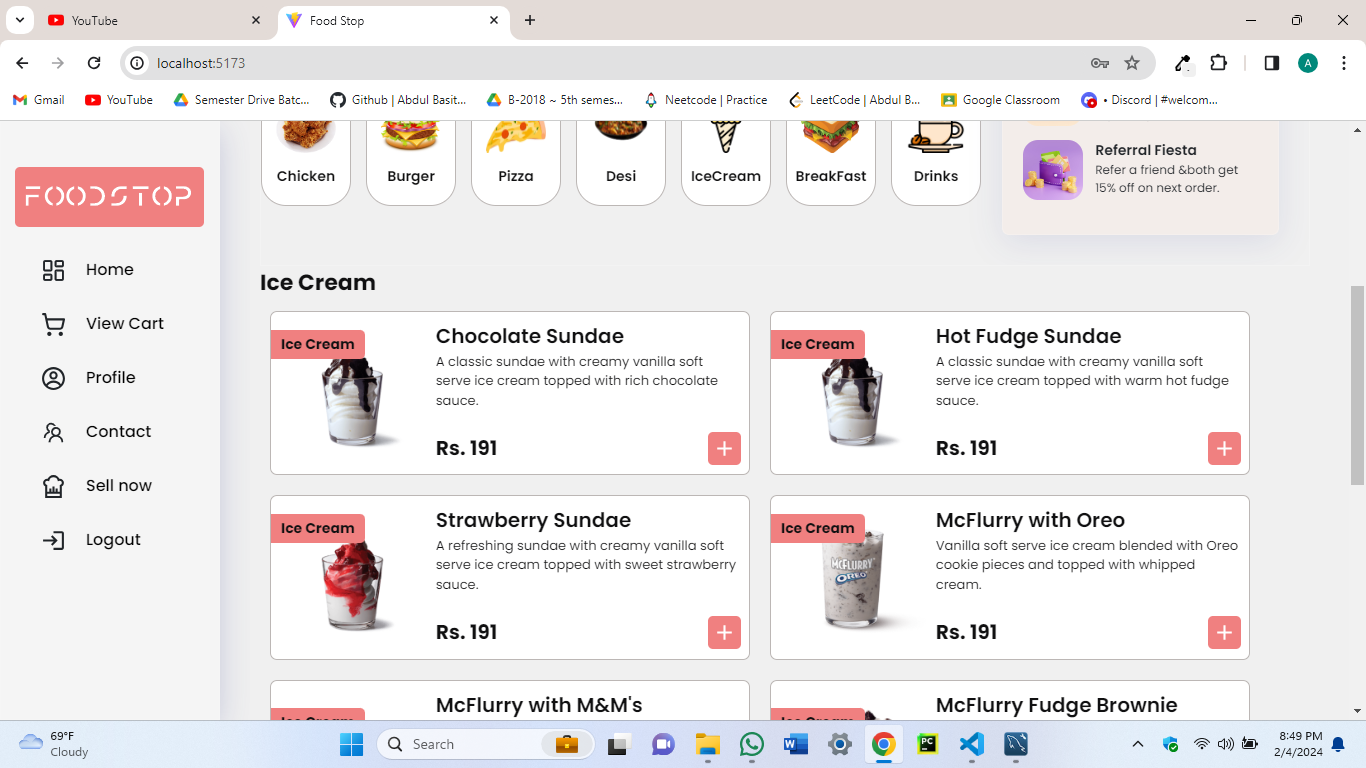 YouTube
Food Stop
localhost:5173
Gmail
YouTube
Semester Drive Batc...
Github | Abdul Basit...
B-2018 ~ 5th semes...
Neetcode | Practice
LeetCode | Abdul B...
Google Classroom
• Discord | #welcom...
A
FOODSTOP
Home
View Cart
Profile
Contact
Sell now
Logout
Chicken
Burger
Pizza
Desi
IceCream
BreakFast
Drinks
Referral Fiesta
Refer a friend &both get
15% off on next order.
Ice Cream
Ice Cream
Chocolate Sundae
A classic sundae with creamy vanilla soft
serve ice cream topped with rich chocolate
sauce.
Rs. 191
Ice Cream
Hot Fudge Sundae
A classic sundae with creamy vanilla soft
serve ice cream topped with warm hot fudge
sauce.
Rs. 191
Ice Cream
Strawberry Sundae
A refreshing sundae with creamy vanilla soft
serve ice cream topped with sweet strawberry
sauce.
Rs. 191
Ice Cream
McFLURRY
OREO
McFlurry with Oreo
Vanilla soft serve ice cream blended with Oreo
cookie pieces and topped with whipped
cream.
Rs. 191
Ice Cream
McFlurry with M&M's
Ice Cream
McFlurry Fudge Brownie
69°F
Cloudy
Search
PC
8:49 PM
2/4/2024